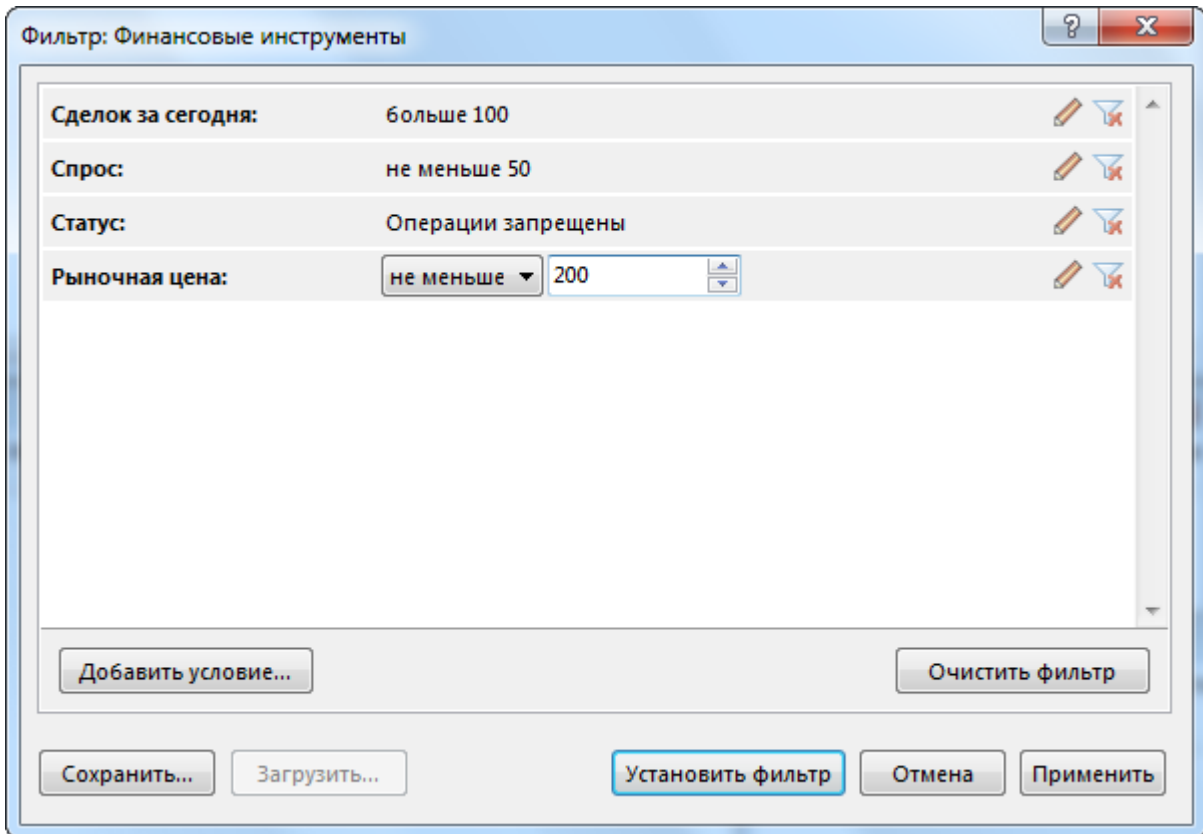 Фильтр: Финансовые инструменты
Сделок за сегодня: больше 100
Спрос: не меньше 50
Статус: Операции запрещены
Рыночная цена: не меньше 200
Добавить условие... Очистить фильтр
Сохранить... Загрузить... Установить фильтр Отмена Применить